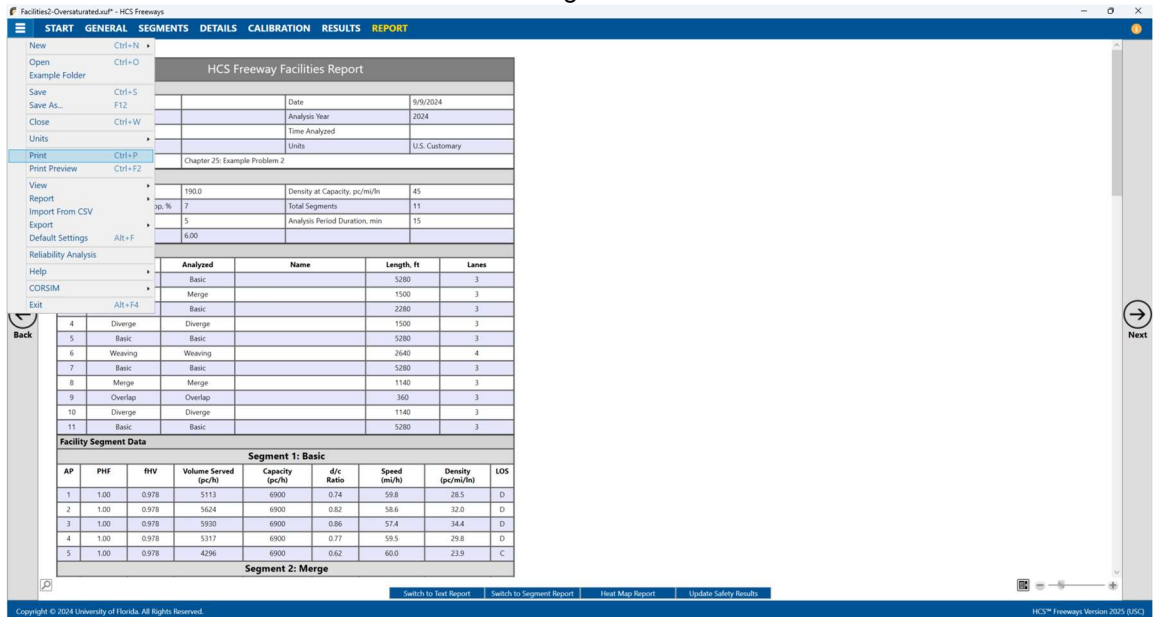 Facilities2-Oversaturated.xuf* - HCS Freeways
START GENERAL SEGMENTS DETAILS CALIBRATION RESULTS REPORT
New Ctrl+N
Open Ctrl+O
Example Folder
Save Ctrl+S
Save As... F12
Close Ctrl+W
Units
Print Ctrl+P
Print Preview Ctrl+F2
View
Report
Import From CSV
Export
Default Settings Alt+F
Reliability Analysis
Help
CORSIM
Exit Alt+F4
HCS Freeway Facilities Report
Date 9/9/2024
Analysis Year 2024
Time Analyzed
Units U.S. Customary
Chapter 25: Example Problem 2
190.0 Density at Capacity, pc/mi/ln 45
op, % 7 Total Segments 11
5 Analysis Period Duration, min 15
6.00
Analyzed Name Length, ft Lanes
Basic 5280 3
Merge 1500 3
Basic 2280 3
4 Diverge Diverge 1500 3
5 Basic Basic 5280 3
6 Weaving Weaving 2640 4
7 Basic Basic 5280 3
8 Merge Merge 1140 3
9 Overlap Overlap 360 3
10 Diverge Diverge 1140 3
11 Basic Basic 5280 3
Facility Segment Data
Segment 1: Basic
AP PHF fHV Volume Served (pc/h) Capacity (pc/h) d/c Ratio Speed (mi/h) Density (pc/mi/ln) LOS
1 1.00 0.978 5113 6900 0.74 59.8 28.5 D
2 1.00 0.978 5624 6900 0.82 58.6 32.0 D
3 1.00 0.978 5930 6900 0.86 57.4 34.4 D
4 1.00 0.978 5317 6900 0.77 59.5 29.8 D
5 1.00 0.978 4296 6900 0.62 60.0 23.9 C
Segment 2: Merge
Back
Next
Switch to Text Report Switch to Segment Report Heat Map Report Update Safety Results
Copyright © 2024 University of Florida. All Rights Reserved.
HCS™ Freeways Version 2025 (USC)